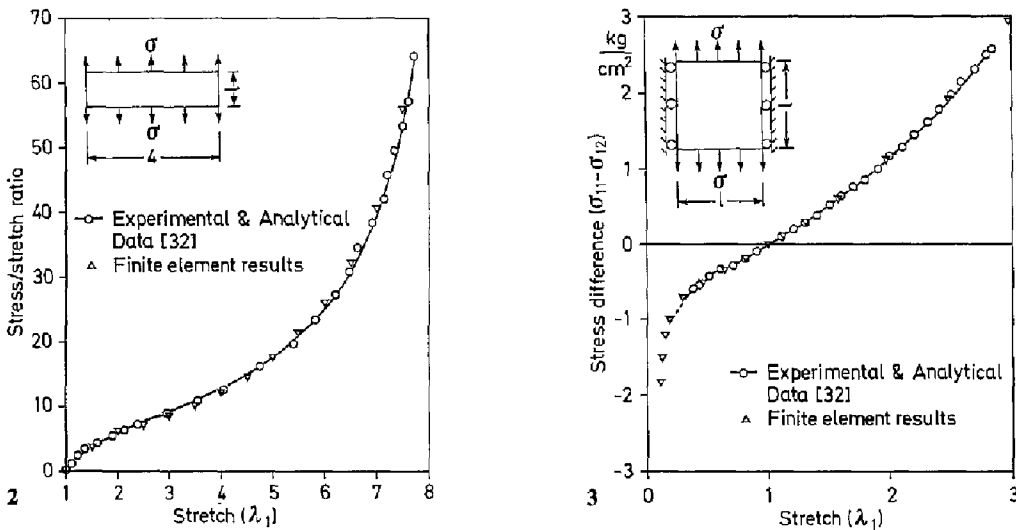 70
60
50
40
30
20
10
0
Stress/stretch ratio
σ
σ
1
4
Experimental & Analytical
Data [32]
Finite element results
1 2 3 4 5 6 7 8
Stretch (λ₁)
2
3
kg
cm²
2
1
0
-1
-2
-3
Stress difference (σ₁₁-σ₁₂)
σ
σ
1
1
Experimental & Analytical
Data [32]
Finite element results
0 1 2 3
Stretch (λ₁)
3